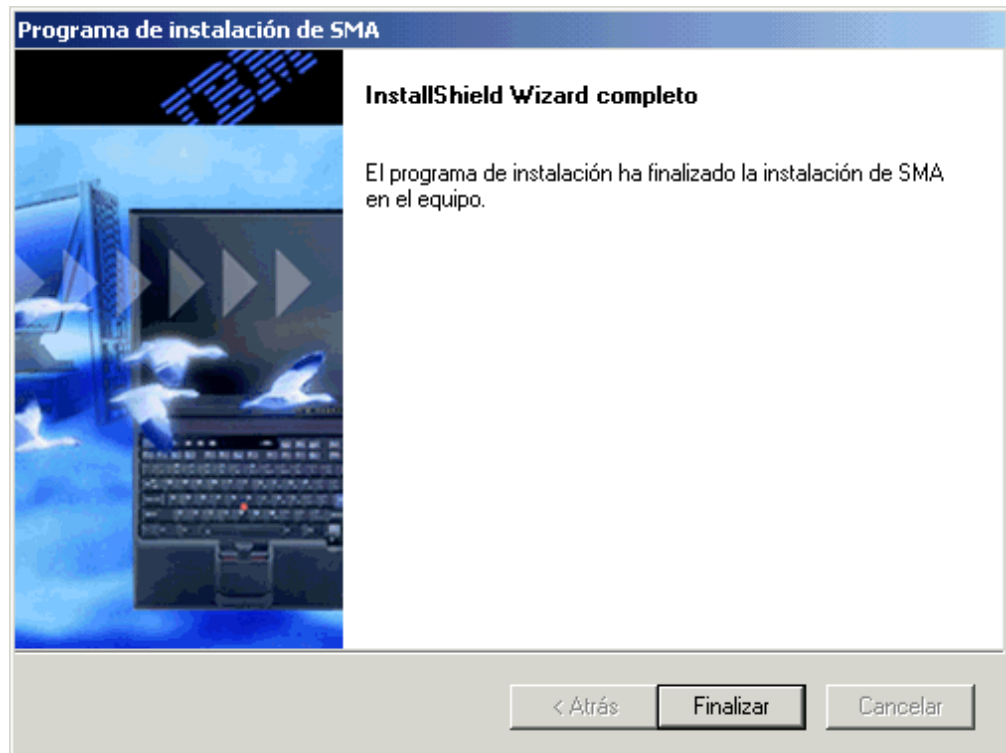 Programa de instalación de SMA
IBM
InstallShield Wizard completo
El programa de instalación ha finalizado la instalación de SMA
en el equipo.
< Atrás
Finalizar
Cancelar